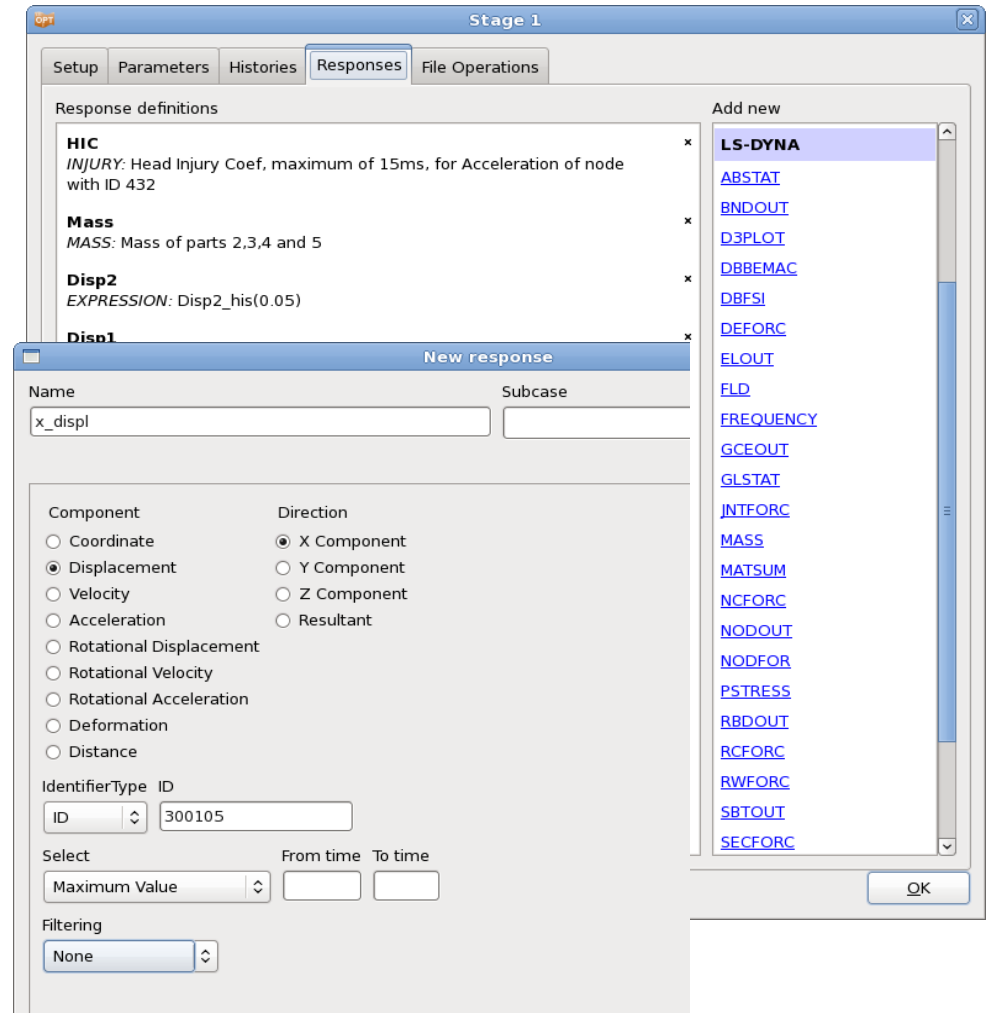 OPT
Stage 1
Setup Parameters Histories Responses File Operations
Response definitions
HIC
INJURY: Head Injury Coef, maximum of 15ms, for Acceleration of node
with ID 432
Mass
MASS: Mass of parts 2,3,4 and 5
Disp2
EXPRESSION: Disp2_his(0.05)
Disp1
Add new
LS-DYNA
ABSTAT
BNDOUT
D3PLOT
DBBEMAC
DBFSI
DEFORC
ELOUT
FLD
FREQUENCY
GCEOUT
GLSTAT
JNTFORC
MASS
MATSUM
NCFORC
NODOUT
NODFOR
PSTRESS
RBDOUT
RCFORC
RWFORC
SBTOUT
SECFORC
OK
New response
Name
x_displ
Subcase
Component
Coordinate
Displacement
Velocity
Acceleration
Rotational Displacement
Rotational Velocity
Rotational Acceleration
Deformation
Distance
Direction
X Component
Y Component
Z Component
Resultant
IdentifierType ID
ID 300105
Select From time To time
Maximum Value
Filtering
None